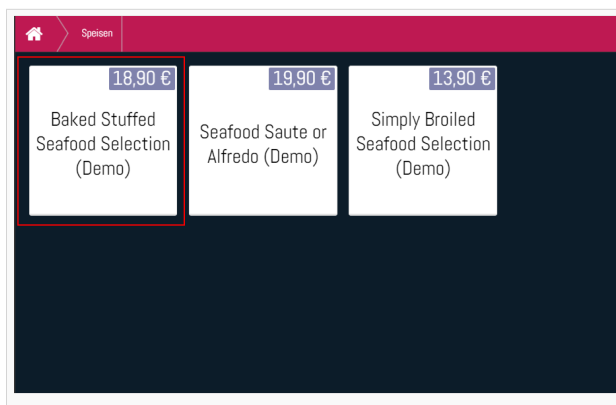 Speisen
18,90 €
Baked Stuffed
Seafood Selection
(Demo)
19,90 €
Seafood Saute or
Alfredo (Demo)
13,90 €
Simply Broiled
Seafood Selection
(Demo)